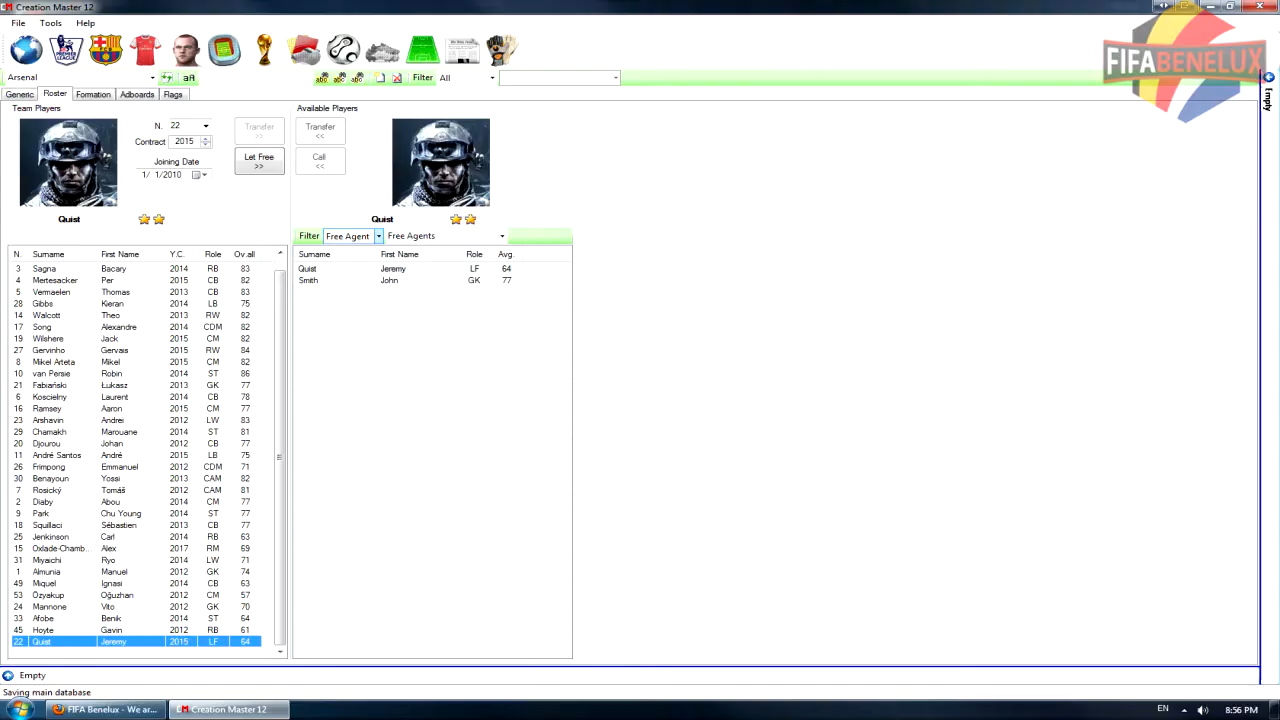 Creation Master 12
File Tools Help
PREMIER LEAGUE
Arsenal aA abc abc abc Filter All
FIFABENELUX
Generic Roster Formation Adboards Flags
Empty
Team Players Available Players
N. 22 Transfer >> Transfer <<
Contract 2015
Joining Date Let Free >> Call <<
1/ 1/2010
Quist Quist
Filter Free Agent Free Agents
N. Surname First Name Y.C. Role Ov.all Surname First Name Role Avg.
3 Sagna Bacary 2014 RB 83 Quist Jeremy LF 64
4 Mertesacker Per 2015 CB 82 Smith John GK 77
5 Vermaelen Thomas 2013 CB 83
28 Gibbs Kieran 2014 LB 75
14 Walcott Theo 2013 RW 82
17 Song Alexandre 2014 CDM 82
19 Wilshere Jack 2015 CM 82
27 Gervinho Gervais 2015 RW 84
8 Mikel Arteta Mikel 2015 CM 82
10 van Persie Robin 2014 ST 86
21 Fabiański Łukasz 2013 GK 77
6 Koscielny Laurent 2014 CB 78
16 Ramsey Aaron 2015 CM 77
23 Arshavin Andrei 2012 LW 83
29 Chamakh Marouane 2014 ST 81
20 Djourou Johan 2012 CB 77
11 André Santos André 2015 LB 75
26 Frimpong Emmanuel 2012 CDM 71
30 Benayoun Yossi 2013 CAM 82
7 Rosický Tomáš 2012 CAM 81
2 Diaby Abou 2014 CM 77
9 Park Chu Young 2014 ST 77
18 Squillaci Sébastien 2013 CB 77
25 Jenkinson Carl 2014 RB 63
15 Oxlade-Chamb... Alex 2017 RM 69
31 Miyaichi Ryo 2014 LW 71
1 Almunia Manuel 2012 GK 74
49 Miquel Ignasi 2014 CB 63
53 Özyakup Oğuzhan 2012 CM 57
24 Mannone Vito 2012 GK 70
33 Afobe Benik 2014 ST 64
45 Hoyte Gavin 2012 RB 61
22 Quist Jeremy 2015 LF 64
Empty
Saving main database
FIFA Benelux - We ar... Creation Master 12 EN 8:56 PM